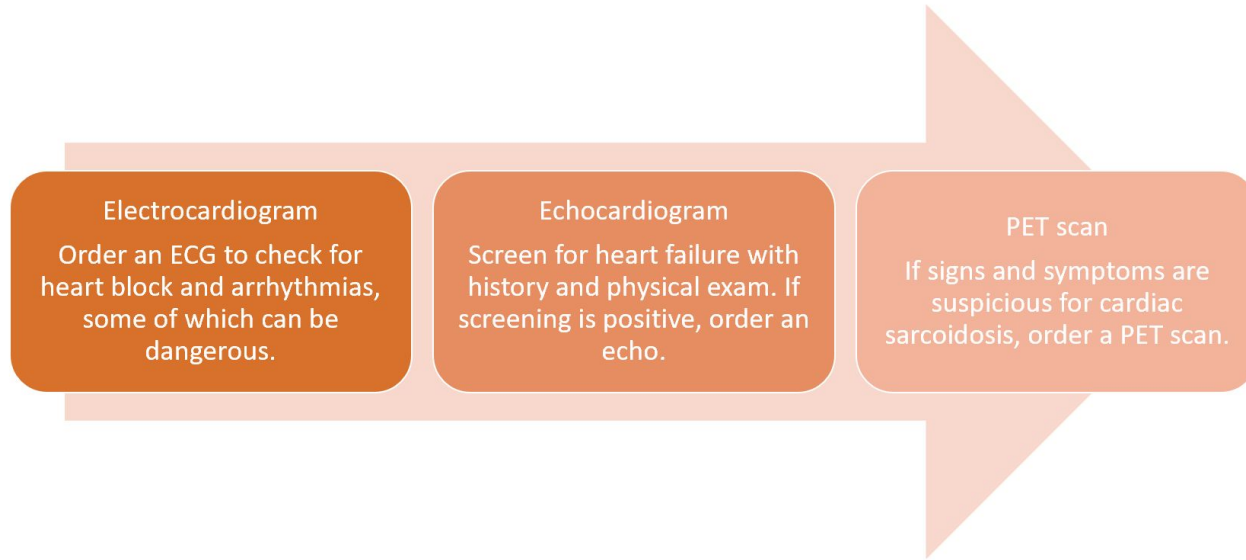 Electrocardiogram
Order an ECG to check for
heart block and arrhythmias,
some of which can be
dangerous.
Echocardiogram
Screen for heart failure with
history and physical exam. If
screening is positive, order an
echo.
PET scan
If signs and symptoms are
suspicious for cardiac
sarcoidosis, order a PET scan.